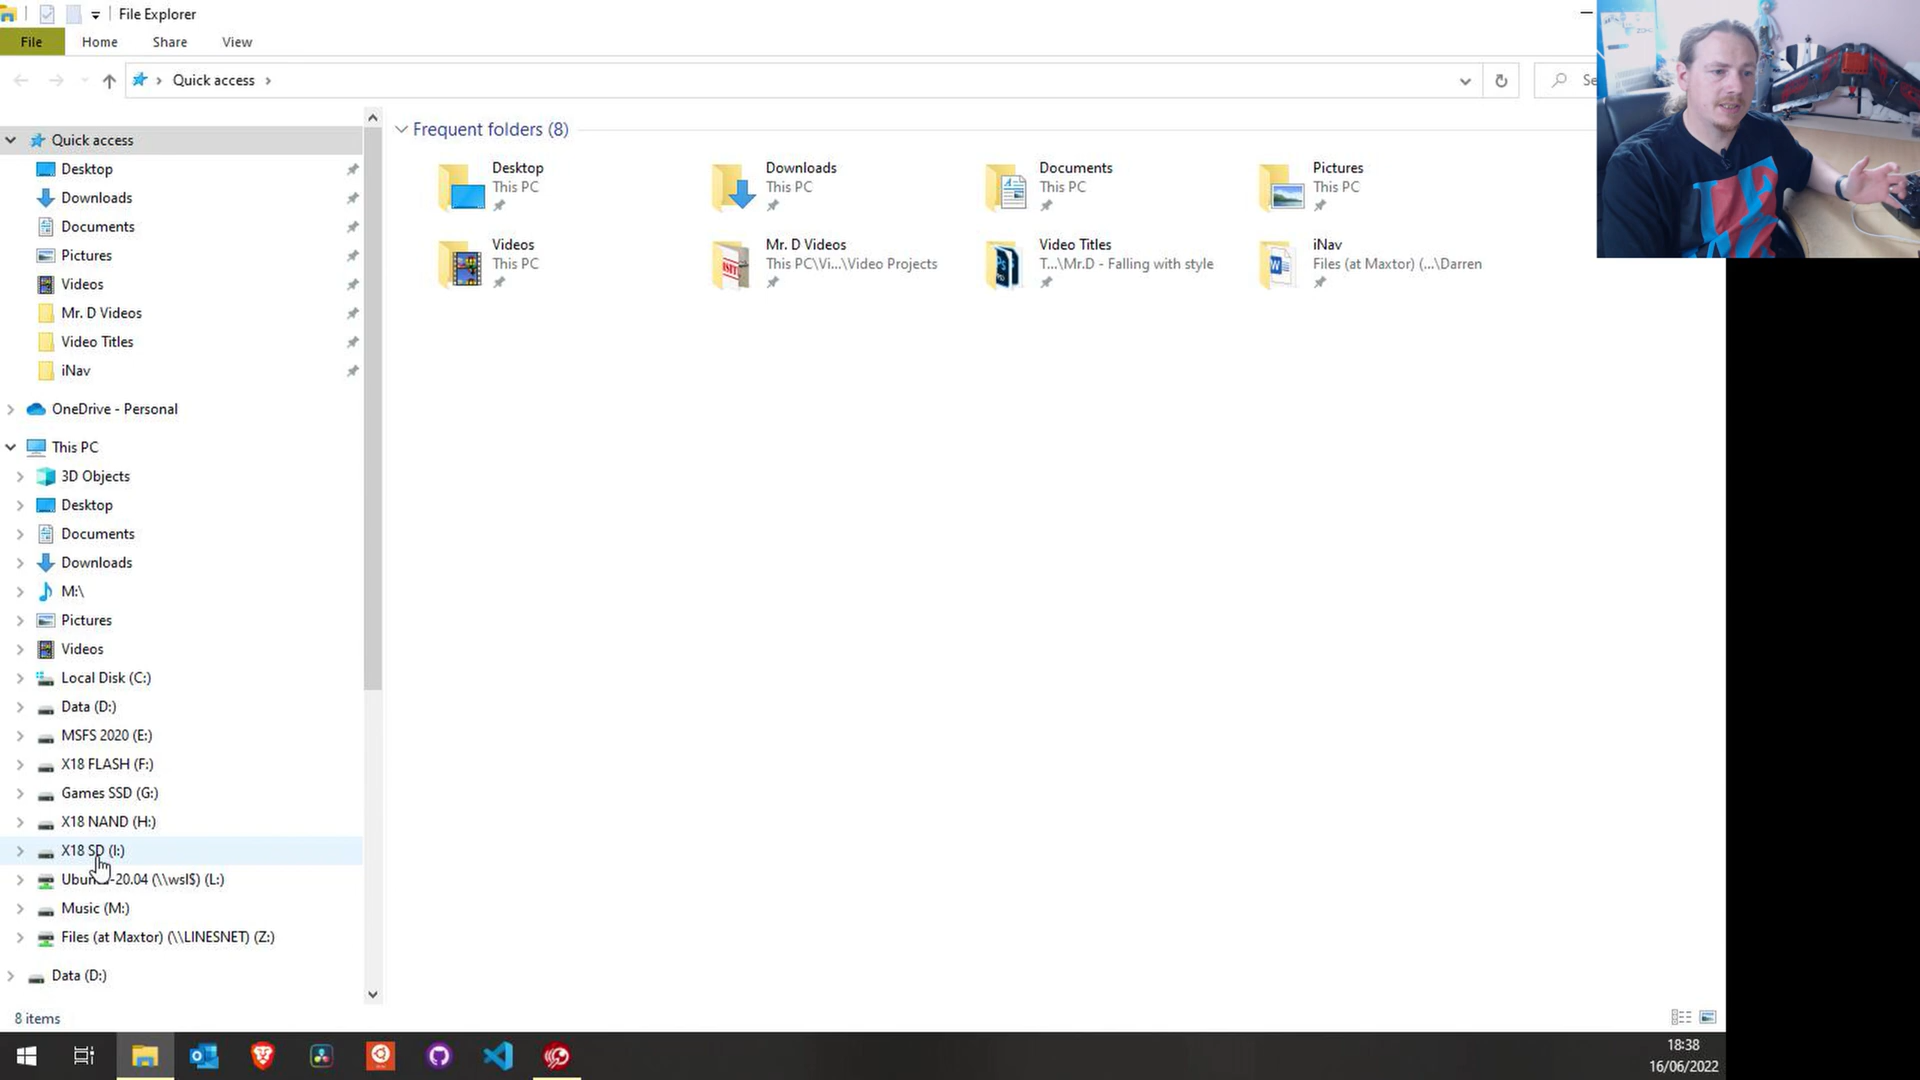 File Explorer
File
Home
Share
View
Quick access
Se
Quick access
Desktop
Downloads
Documents
Pictures
Videos
Mr. D Videos
Video Titles
iNav
OneDrive - Personal
This PC
3D Objects
Desktop
Documents
Downloads
M:\
Pictures
Videos
Local Disk (C:)
Data (D:)
MSFS 2020 (E:)
X18 FLASH (F:)
Games SSD (G:)
X18 NAND (H:)
X18 SD (I:)
-20.04 (\\wsl$) (L:)
Music (M:)
Files (at Maxtor) (\\LINESNET) (Z:)
Data (D:)
Frequent folders (8)
Desktop
This PC
Downloads
This PC
Documents
This PC
Pictures
This PC
Videos
This PC
Mr. D Videos
This PC\Vi...\Video Projects
Video Titles
T...\Mr.D - Falling with style
iNav
Files (at Maxtor) (...\Darren
8 items
18:38
16/06/2022